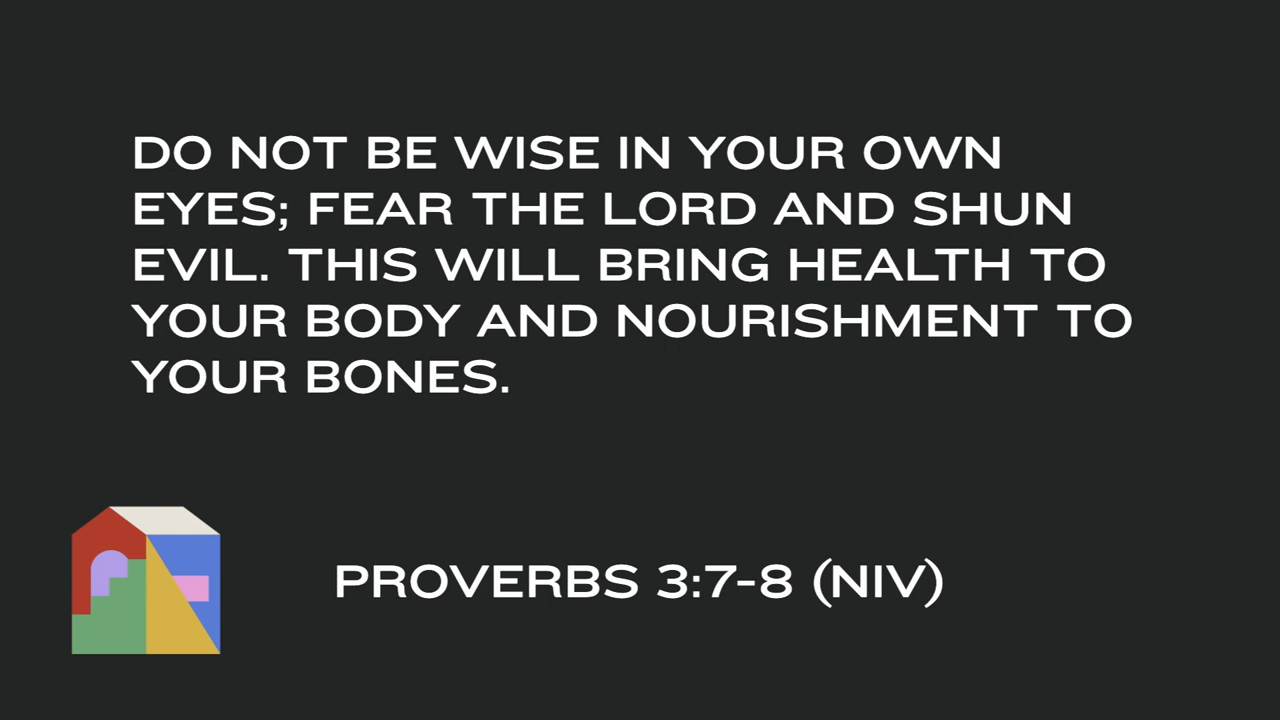 DO NOT BE WISE IN YOUR OWN
EYES; FEAR THE LORD AND SHUN
EVIL. THIS WILL BRING HEALTH TO
YOUR BODY AND NOURISHMENT TO
YOUR BONES.
PROVERBS 3:7-8 (NIV)